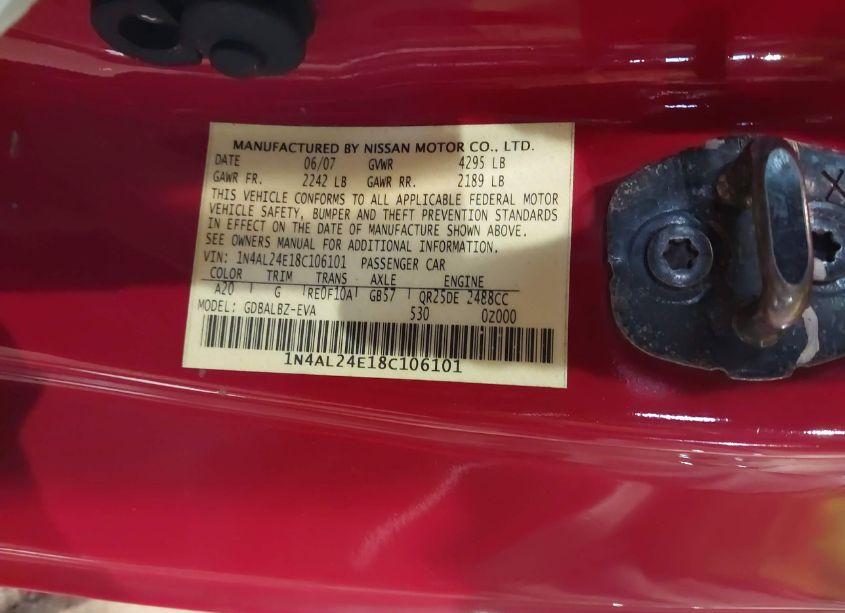 MANUFACTURED BY NISSAN MOTOR CO., LTD.
DATE 06/07 GVWR 4295 LB
GAWR FR. 2242 LB GAWR RR. 2189 LB
THIS VEHICLE CONFORMS TO ALL APPLICABLE FEDERAL MOTOR
VEHICLE SAFETY, BUMPER AND THEFT PREVENTION STANDARDS
IN EFFECT ON THE DATE OF MANUFACTURE SHOWN ABOVE.
SEE OWNERS MANUAL FOR ADDITIONAL INFORMATION.
VIN: 1N4AL24E18C106101 PASSENGER CAR
COLOR TRIM TRANS AXLE ENGINE
A20 G RE0F10A GB57 QR25DE 2488CC
MODEL: GDBALBZ-EVA 530 0Z000
1N4AL24E18C106101